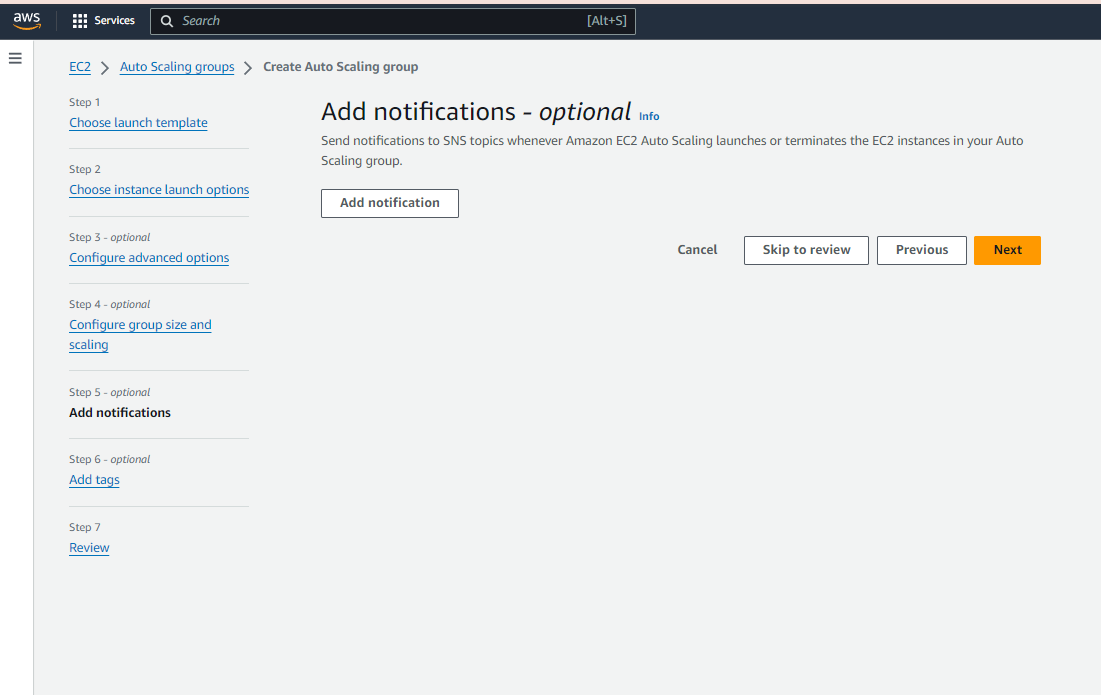 aws
Services
Search
[Alt+S]
EC2
Auto Scaling groups
Create Auto Scaling group
Step 1
Choose launch template
Step 2
Choose instance launch options
Step 3 - optional
Configure advanced options
Step 4 - optional
Configure group size and
scaling
Step 5 - optional
Add notifications
Step 6 - optional
Add tags
Step 7
Review
Add notifications - optional Info
Send notifications to SNS topics whenever Amazon EC2 Auto Scaling launches or terminates the EC2 instances in your Auto
Scaling group.
Add notification
Cancel
Skip to review
Previous
Next